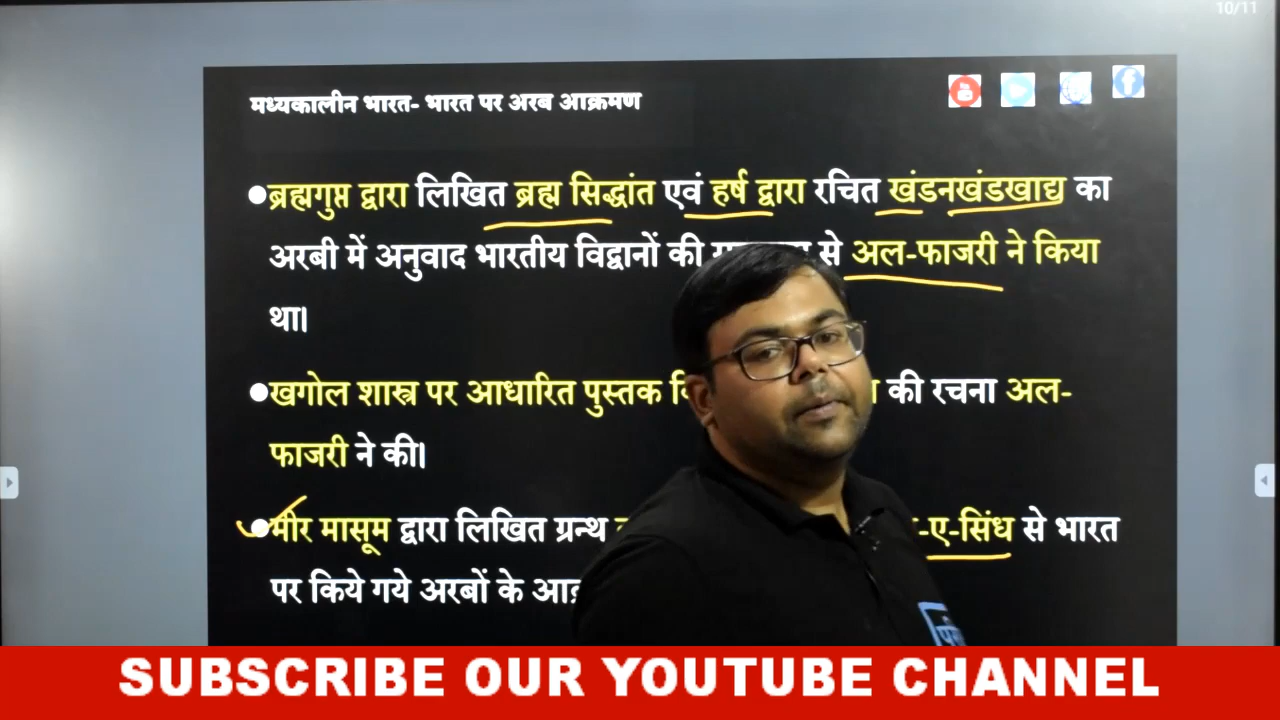 10/11
मध्यकालीन भारत- भारत पर अरब आक्रमण
●ब्रह्मगुप्त द्वारा लिखित ब्रह्म सिद्धांत एवं हर्ष द्वारा रचित खंडनखंडखाद्य का
अरबी में अनुवाद भारतीय विद्वानों की से अल-फाजरी ने किया
था।
●खगोल शास्त्र पर आधारित पुस्तक की रचना अल-
फाजरी ने की।
●मीर मासूम द्वारा लिखित ग्रन्थ -ए-सिंध से भारत
पर किये गये अरबों के
SUBSCRIBE OUR YOUTUBE CHANNEL